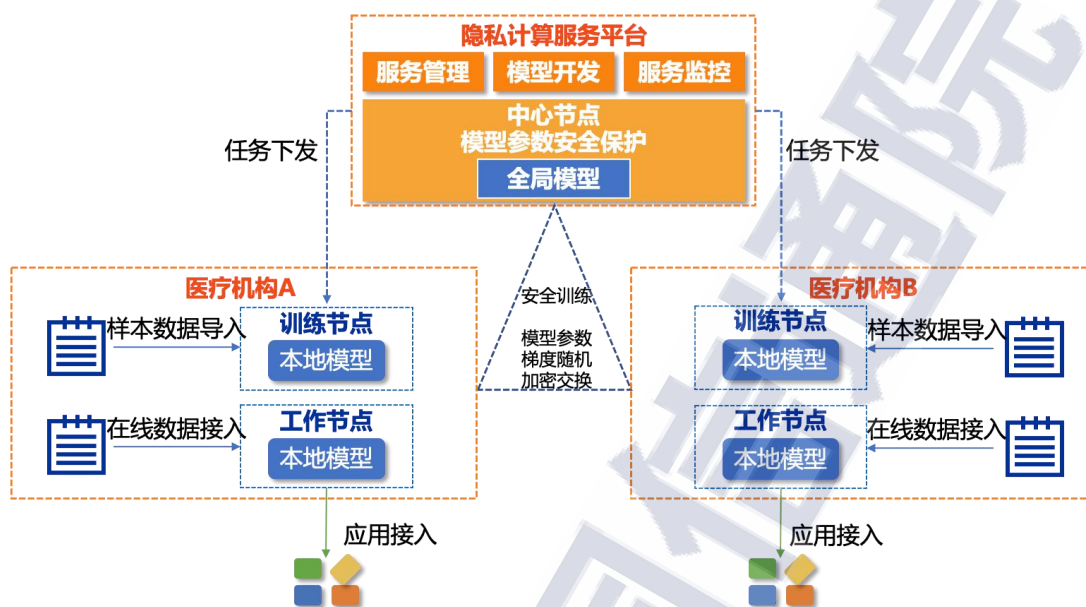 隐私计算服务平台
服务管理
模型开发
服务监控
中心节点
模型参数安全保护
全局模型
任务下发
任务下发
医疗机构A
样本数据导入
训练节点
本地模型
在线数据接入
工作节点
本地模型
应用接入
安全训练
模型参数
梯度随机
加密交换
医疗机构B
训练节点
本地模型
样本数据导入
工作节点
本地模型
在线数据接入
应用接入
信通院